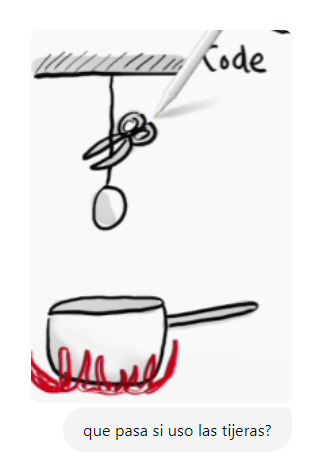 Code
que pasa si uso las tijeras?